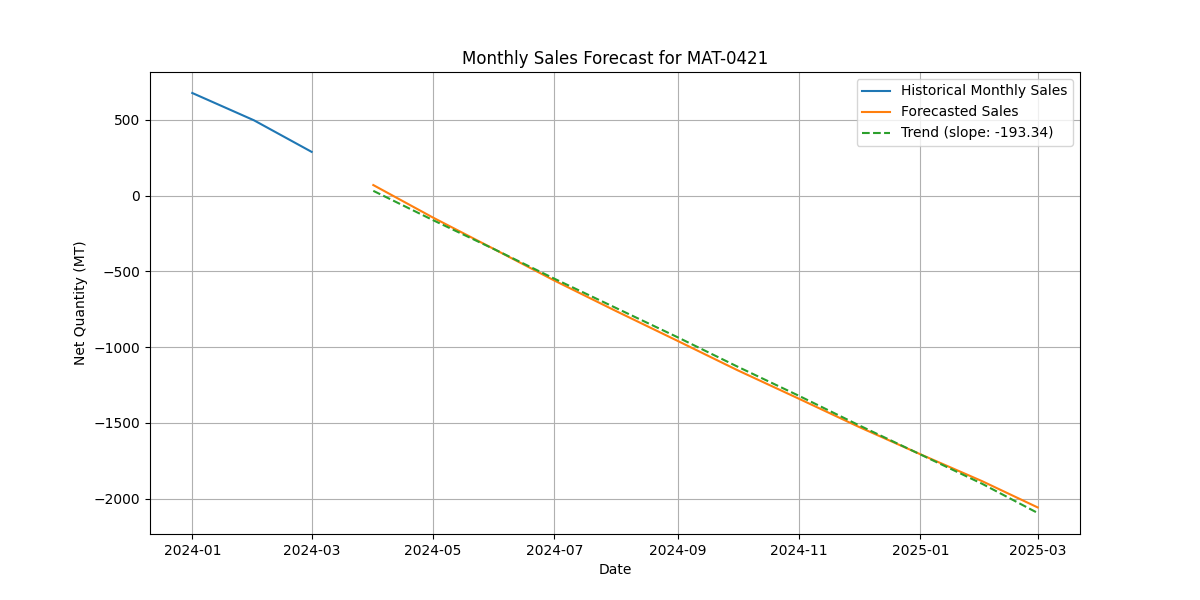 Monthly Sales Forecast for MAT-0421
Historical Monthly Sales
Forecasted Sales
Trend (slope: -193.34)
Net Quantity (MT)
500
0
−500
−1000
−1500
−2000
2024-01
2024-03
2024-05
2024-07
2024-09
2024-11
2025-01
2025-03
Date